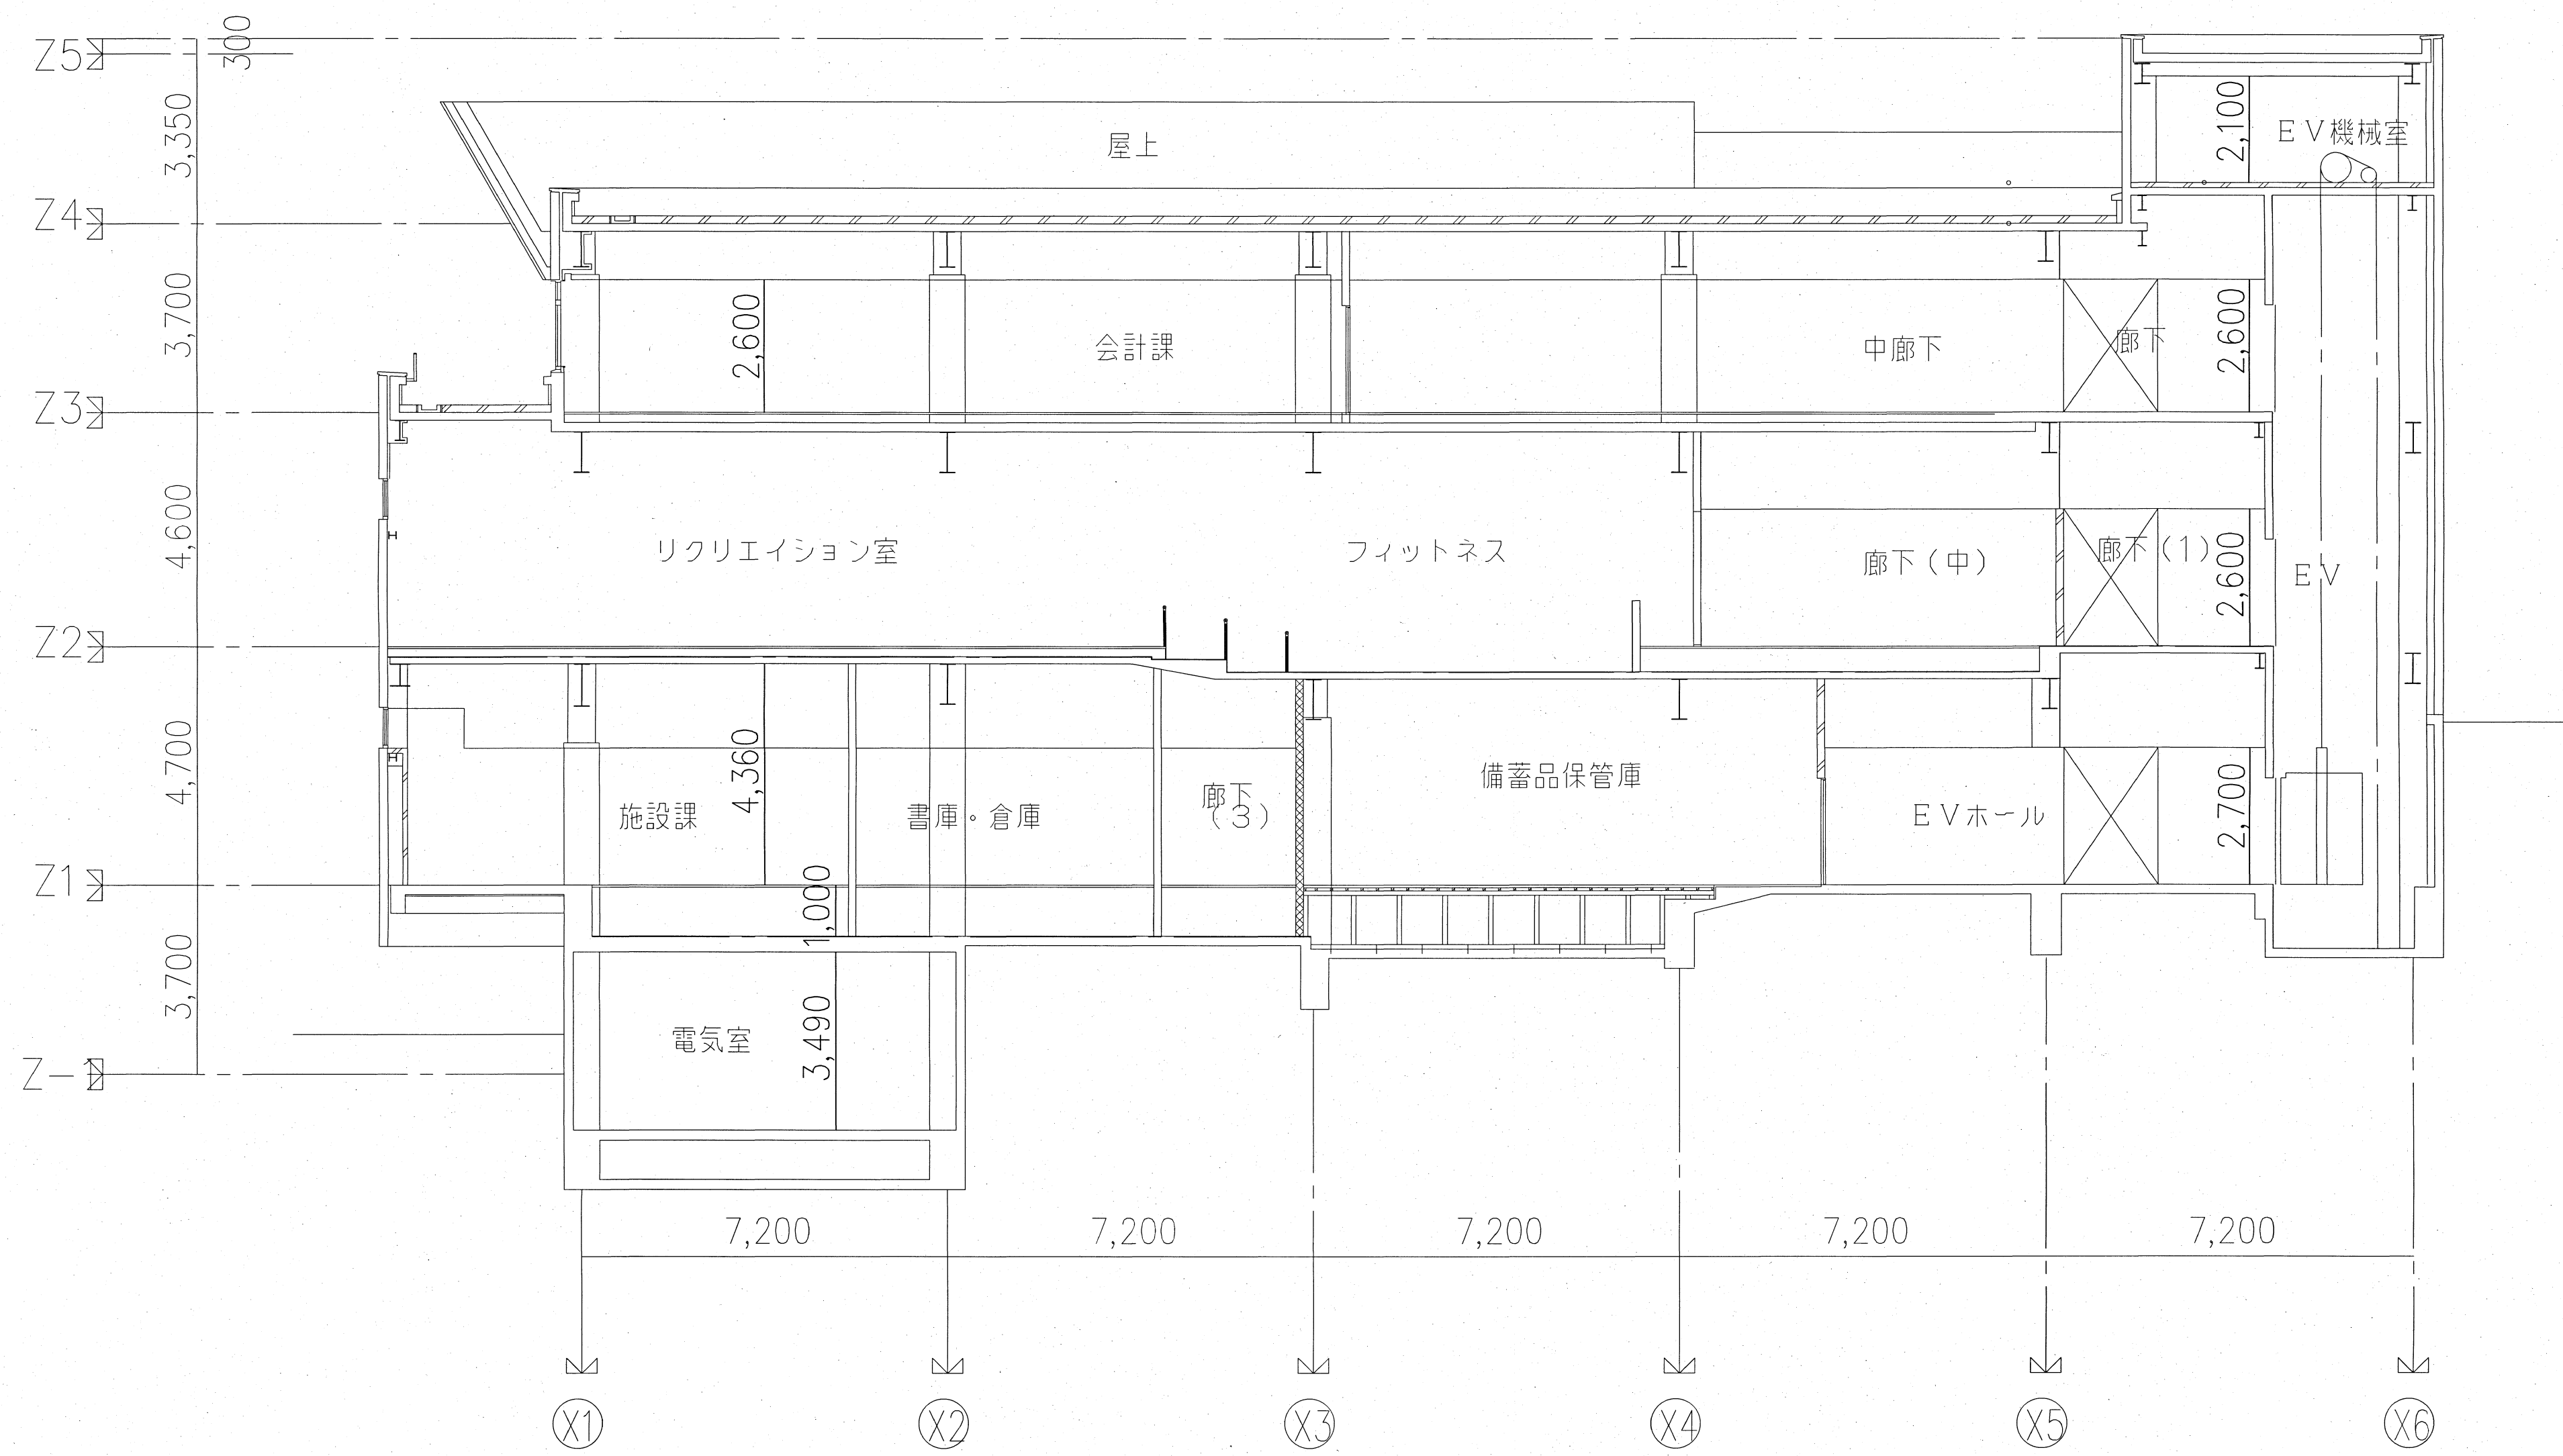 Z5
300
3,350
屋上
2,100
EV機械室
Z4
3,700
2,600
会計課
中廊下
廊下
2,600
Z3
4,600
リクリエイション室
フィットネス
廊下(中)
廊下(1)
2,600
EV
Z2
4,700
施設課
4,360
書庫・倉庫
廊下
(3)
備蓄品保管庫
EVホール
2,700
Z1
1,000
3,700
電気室
3,490
Z-1
7,200
7,200
7,200
7,200
7,200
X1
X2
X3
X4
X5
X6